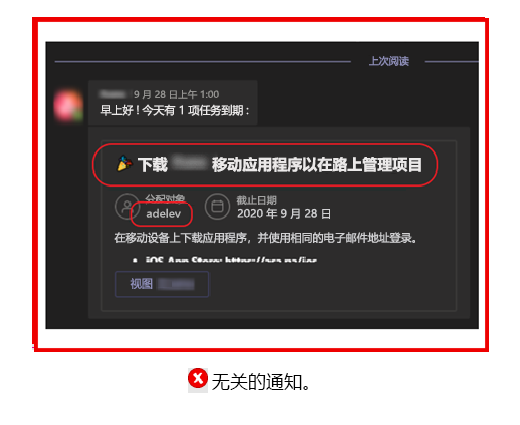 上次阅读
9 月 28 日上午 1:00
早上好！今天有 1 项任务到期：
下载 移动应用程序以在路上管理项目
分配对象
adelev
截止日期
2020 年 9 月 28 日
在移动设备上下载应用程序，并使用相同的电子邮件地址登录。
iOS App Store: https://
视图
无关的通知。